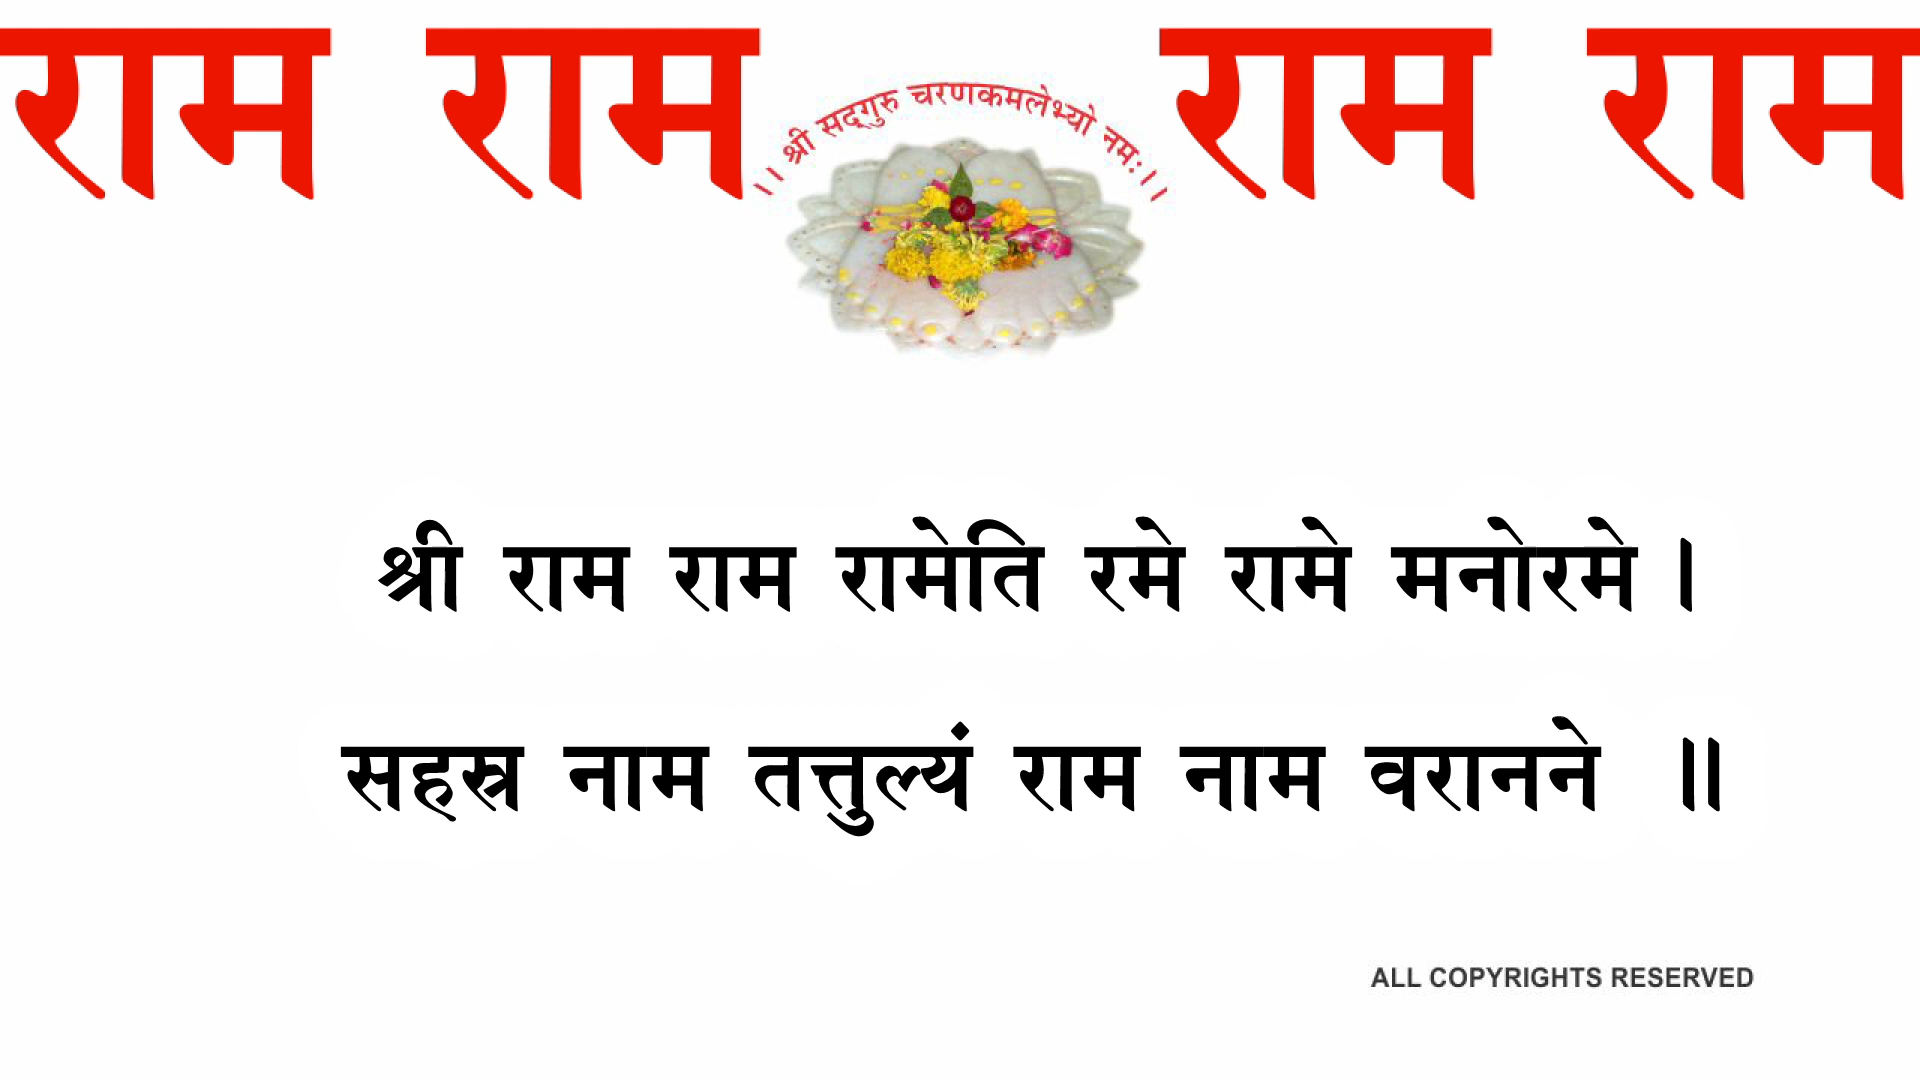 राम राम राम राम
।। श्री सद्‌गुरु चरणकमलेभ्यो नमः।।
श्री राम राम रामेति रमे रामे मनोरमे ।
सहस्र नाम तत्तुल्यं राम नाम वरानने ॥
ALL COPYRIGHTS RESERVED